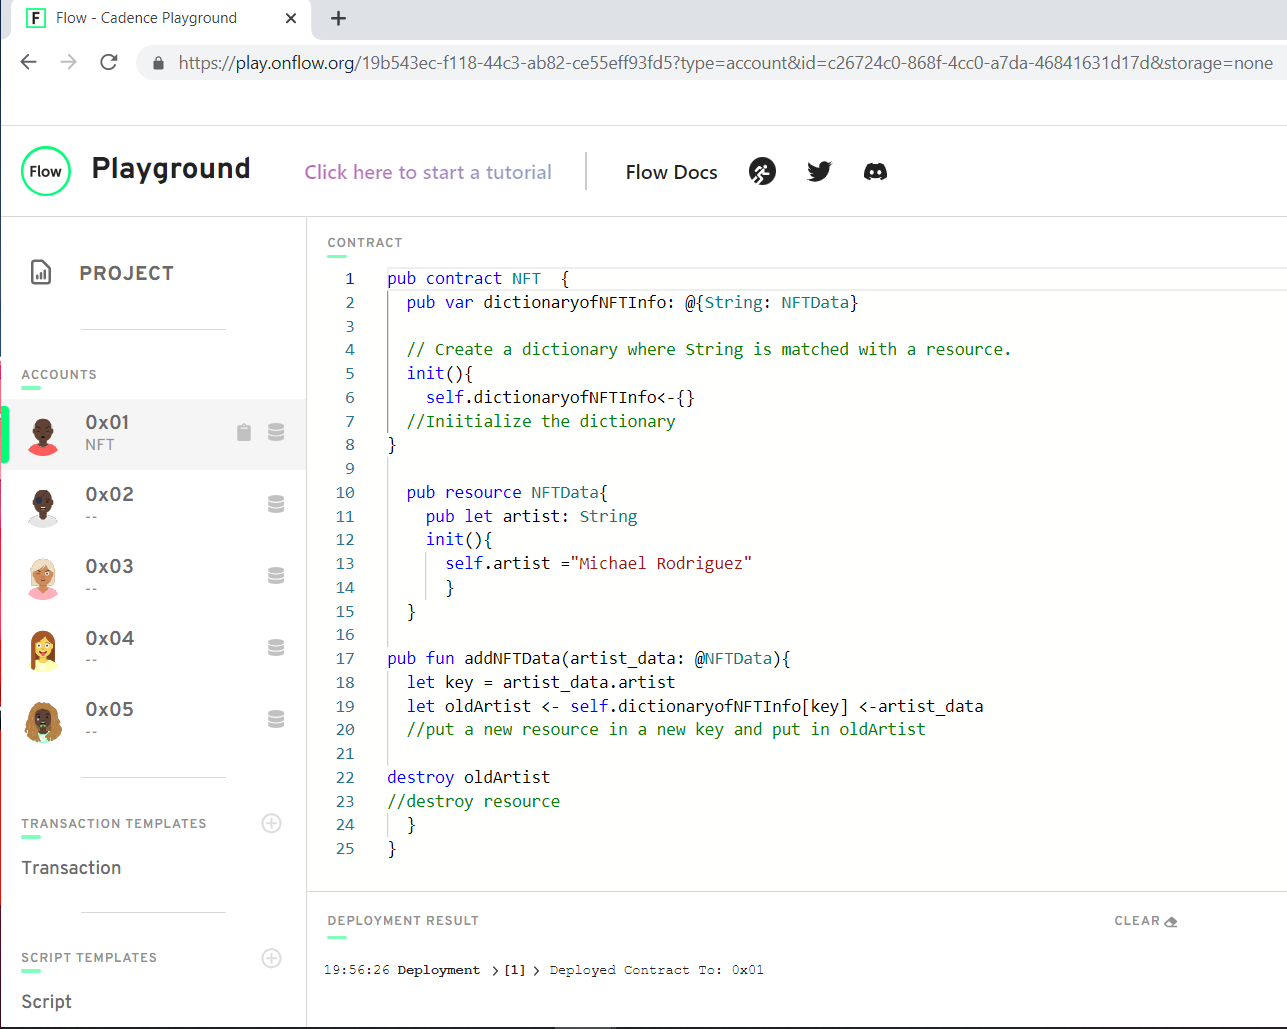 Flow - Cadence Playground
https://play.onflow.org/19b543ec-f118-44c3-ab82-ce55eff93fd5?type=account&id=c26724c0-868f-4cc0-a7da-46841631d17d&storage=none
Flow Playground Click here to start a tutorial Flow Docs
PROJECT
ACCOUNTS
0x01
NFT
0x02
--
0x03
--
0x04
--
0x05
--
TRANSACTION TEMPLATES
Transaction
SCRIPT TEMPLATES
Script
CONTRACT
1 pub contract NFT  {
2 pub var dictionaryofNFTInfo: @{String: NFTData}
3
4 // Create a dictionary where String is matched with a resource.
5 init(){
6 self.dictionaryofNFTInfo<-{}
7 //Iniitialize the dictionary
8 }
9
10 pub resource NFTData{
11 pub let artist: String
12 init(){
13 self.artist ="Michael Rodriguez"
14 }
15 }
16
17 pub fun addNFTData(artist_data: @NFTData){
18 let key = artist_data.artist
19 let oldArtist <- self.dictionaryofNFTInfo[key] <-artist_data
20 //put a new resource in a new key and put in oldArtist
21
22 destroy oldArtist
23 //destroy resource
24 }
25 }
DEPLOYMENT RESULT CLEAR
19:56:26 Deployment > [1] > Deployed Contract To: 0x01